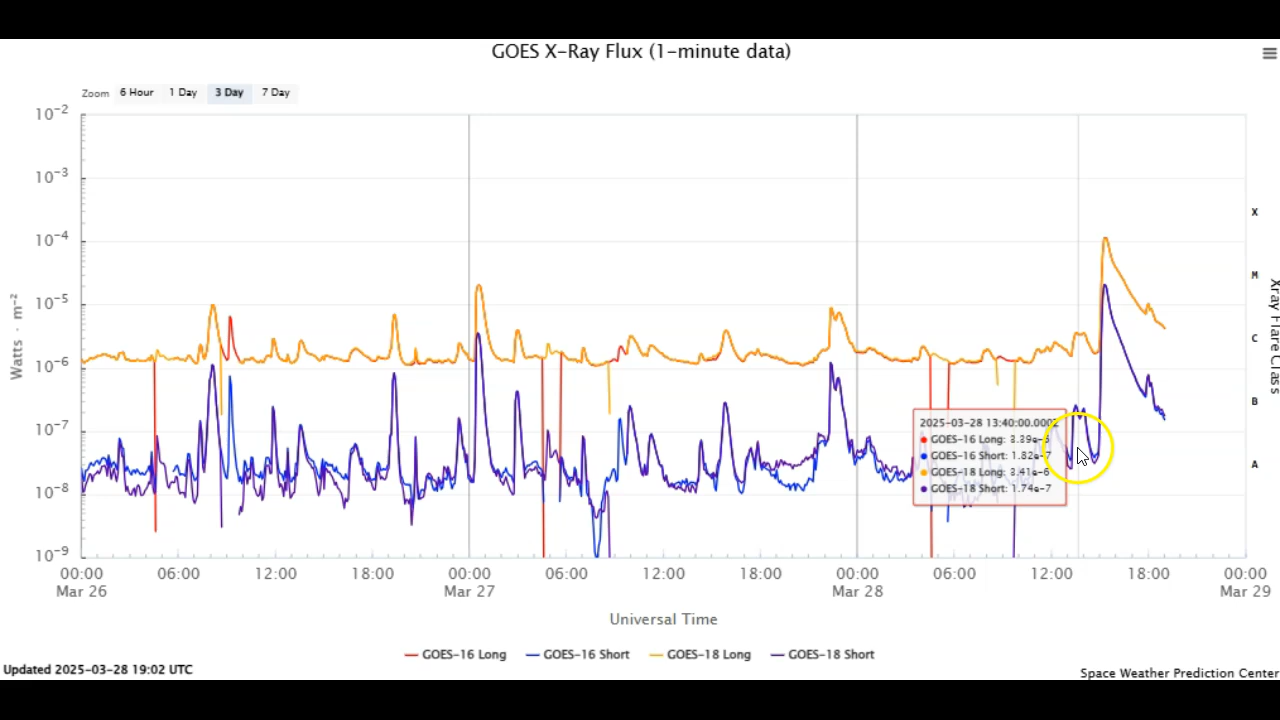 GOES X-Ray Flux (1-minute data)
Zoom 6 Hour 1 Day 3 Day 7 Day
10⁻²
10⁻³
10⁻⁴
10⁻⁵
10⁻⁶
10⁻⁷
10⁻⁸
10⁻⁹
Watts · m⁻²
X
M
C
B
A
Xray Flare Class
2025-03-28 13:40:00.000Z
GOES-16 Long: 3.39e-6
GOES-16 Short: 1.82e-7
GOES-18 Long: 3.41e-6
GOES-18 Short: 1.74e-7
00:00 06:00 12:00 18:00 00:00 06:00 12:00 18:00 00:00 06:00 12:00 18:00 00:00
Mar 26 Mar 27 Mar 28 Mar 29
Universal Time
GOES-16 Long GOES-16 Short GOES-18 Long GOES-18 Short
Updated 2025-03-28 19:02 UTC
Space Weather Prediction Center